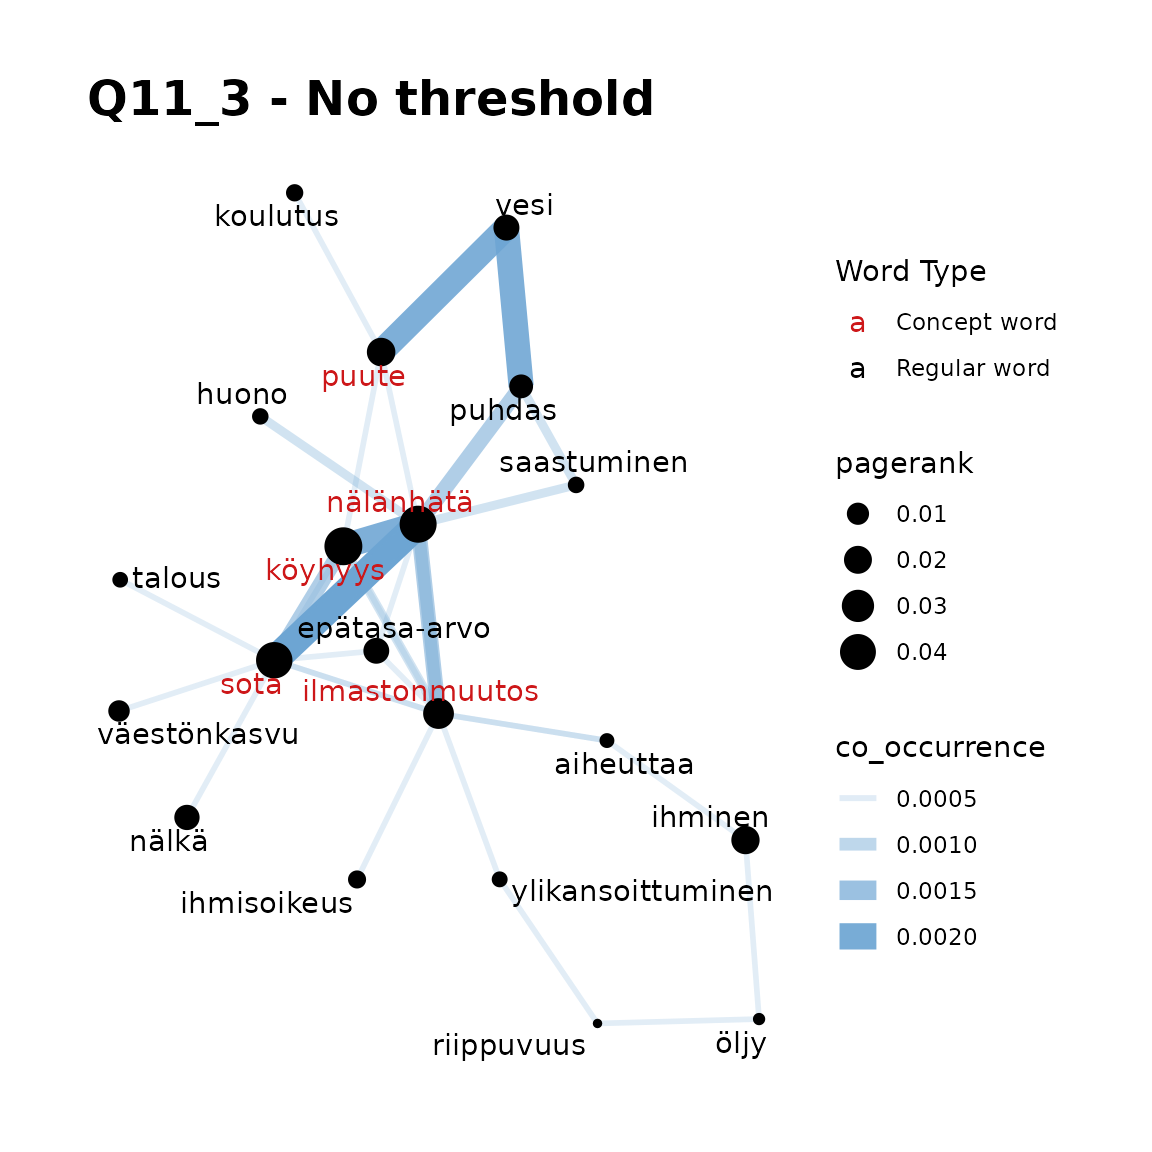 Q11_3 - No threshold
koulutus
vesi
puute
huono
puhdas
saastuminen
nälänhätä
köyhyys
talous
epätasa-arvo
sota
ilmastonmuutos
väestönkasvu
aiheuttaa
ihminen
nälkä
ihmisoikeus
ylikansoittuminen
riippuvuus
öljy
Word Type
a Concept word
a Regular word
pagerank
0.01
0.02
0.03
0.04
co_occurrence
0.0005
0.0010
0.0015
0.0020